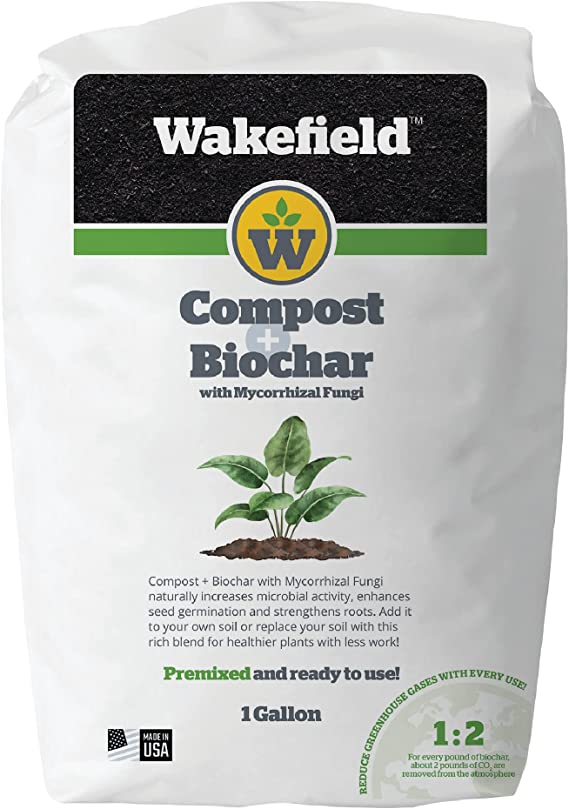 Wakefield™
W
Compost
+
Biochar
with Mycorrhizal Fungi
Compost + Biochar with Mycorrhizal Fungi
naturally increases microbial activity, enhances
seed germination and strengthens roots. Add it
to your own soil or replace your soil with this
rich blend for healthier plants with less work!
Premixed and ready to use!
1 Gallon
MADE IN
USA
REDUCE GREENHOUSE GASES WITH EVERY USE!
1:2
For every pound of biochar,
about 2 pounds of CO₂ are
removed from the atmosphere